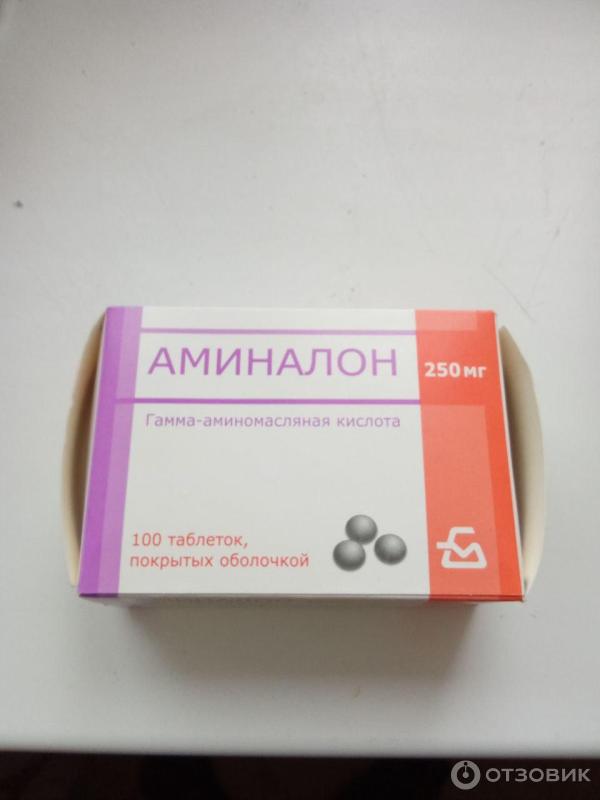 АМИНАЛОН
250 мг
Гамма-аминомасляная кислота
100 таблеток,
покрытых оболочкой
ОТЗОВИК